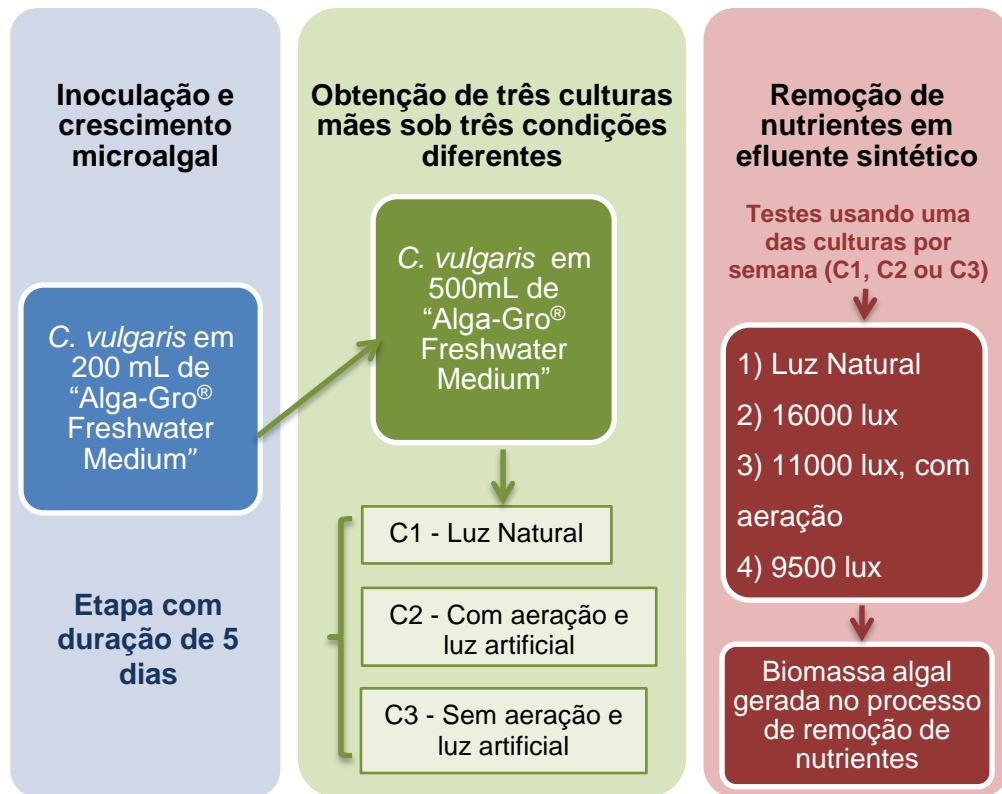 Inoculação e
crescimento
microalgal
C. vulgaris em
200 mL de
“Alga-Gro®
Freshwater
Medium”
Etapa com
duração de 5
dias
Obtenção de três culturas
mães sob três condições
diferentes
C. vulgaris em
500mL de
“Alga-Gro®
Freshwater
Medium”
C1 - Luz Natural
C2 - Com aeração e
luz artificial
C3 - Sem aeração e
luz artificial
Remoção de
nutrientes em
efluente sintético
Testes usando uma
das culturas por
semana (C1, C2 ou C3)
1) Luz Natural
2) 16000 lux
3) 11000 lux, com
aeração
4) 9500 lux
Biomassa algal
gerada no processo
de remoção de
nutrientes